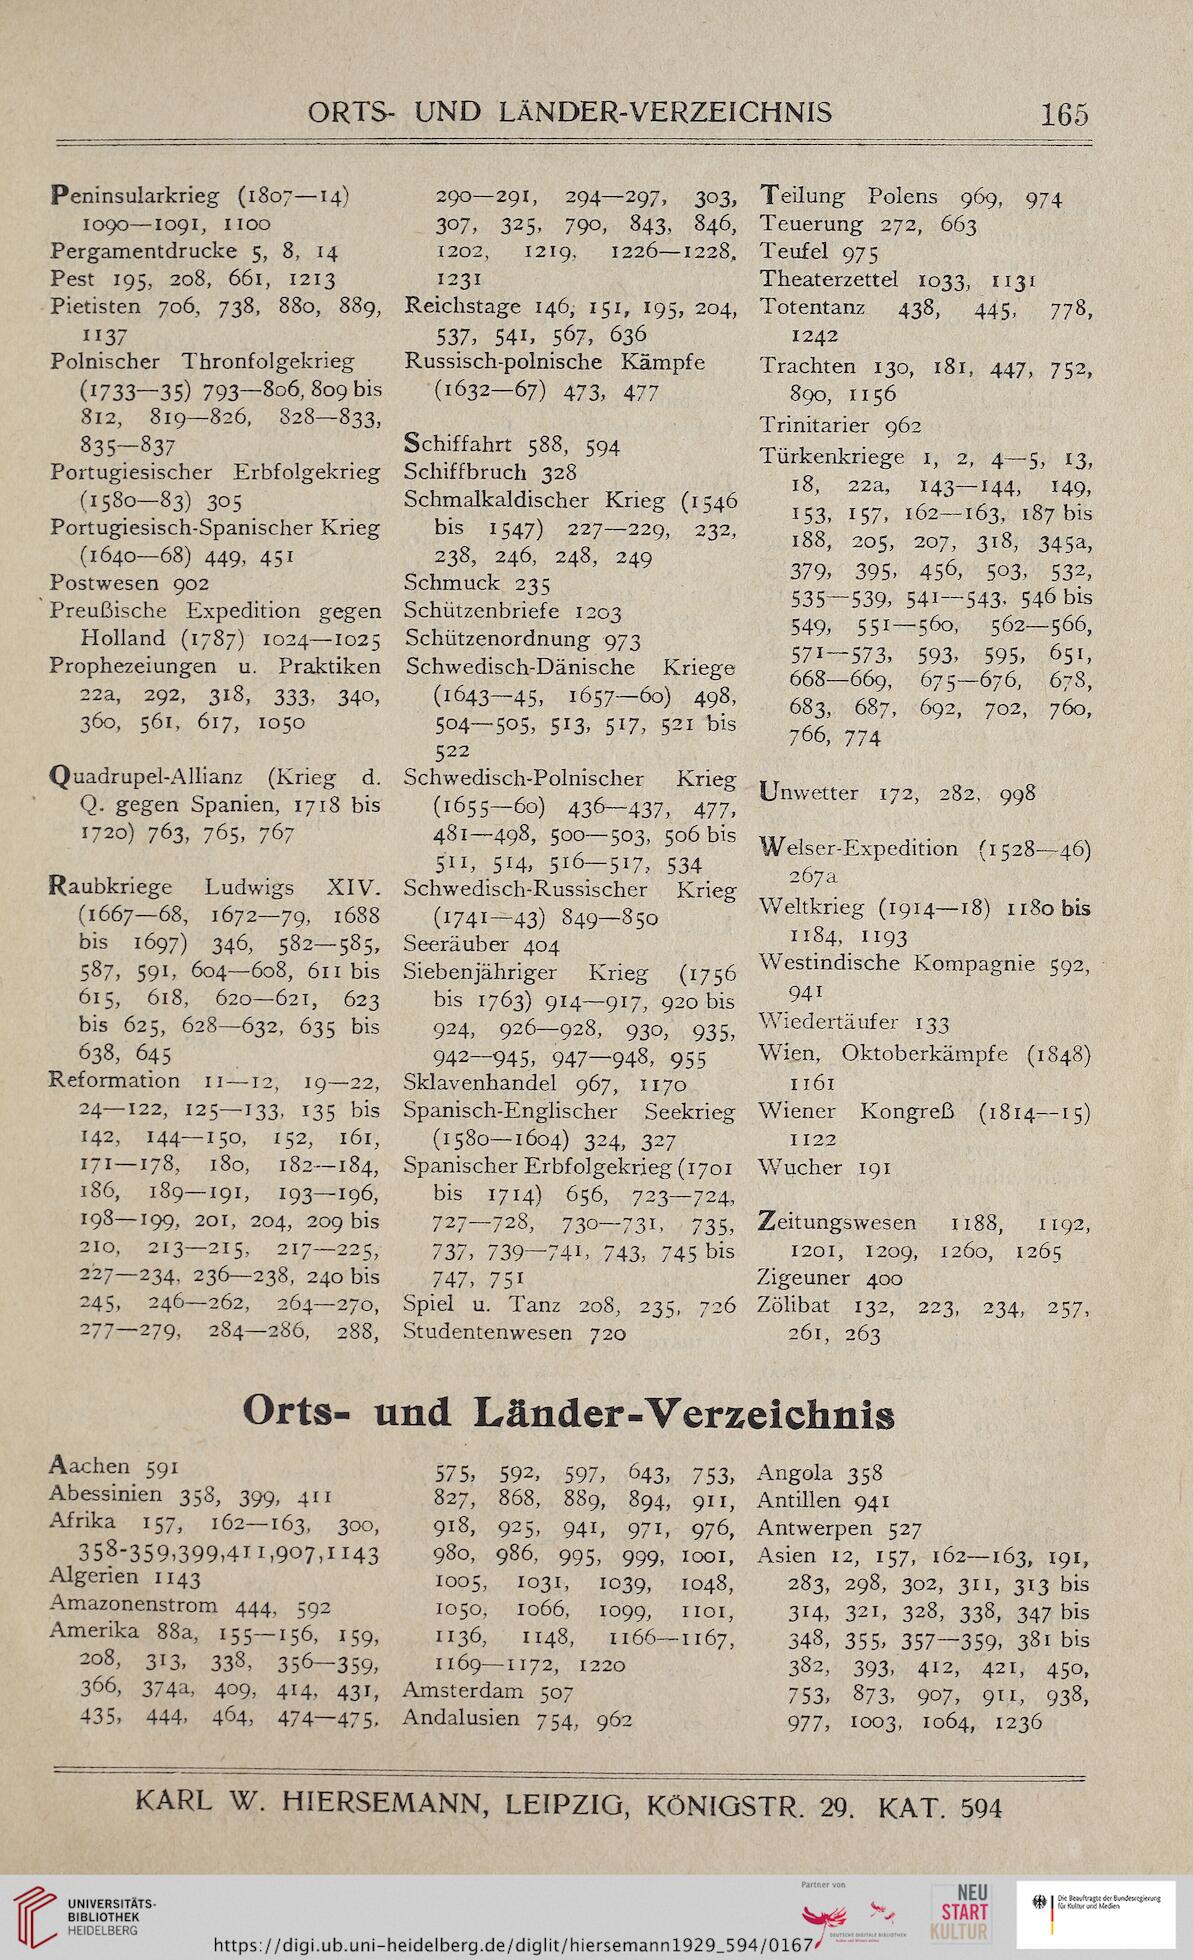 ORTS- UND LÄNDER-VERZEICHNIS 165
Peninsularkrieg (1807—14)
1090—1091, 1100
Pergamentdrucke 5, 8, 14
Pest 195, 208, 661, 1213
Pietisten 706, 738, 880, 889,
1137
Polnischer Thronfolgekrieg
(1733—35) 793—806, 809 bis
812, 819—826, 828—833,
835—837
Portugiesischer Erbfolgekrieg
(1580—83) 305
Portugiesisch-Spanischer Krieg
(1640—68) 449, 451
Postwesen 902
Preußische Expedition gegen
Holland (1787) 1024—1025
Prophezeiungen u. Praktiken
22a, 292, 318, 333, 340,
360, 561, 617, 1050
Quadrupel-Allianz (Krieg d.
Q. gegen Spanien, 1718 bis
1720) 763, 765, 767
Raubkriege Ludwigs XIV.
(1667—68, 1672—79, 1688
bis 1697) 346, 582—585,
587, 591, 604—608, 611 bis
615, 618, 620—621, 623
bis 625, 628—632, 635 bis
638, 645
Reformation 11—12, 19—22,
24—122, 125—133, 135 bis
142, 144—150, 152, 161,
171—178, 180, 182—184,
186, 189—191, 193—196,
198—199, 201, 204, 209 bis
210, 213—215, 217—225,
227—234, 236—238, 240 bis
245, 246—262, 264—270,
277—279, 284—286, 288,
290—291, 294—297, 303,
307, 325, 790, 843, 846,
1202, 1219, 1226—1228,
1231
Reichstage 146, 151, 195, 204,
537, 541, 567, 636
Russisch-polnische Kämpfe
(1632—67) 473, 477
Schiffahrt 588, 594
Schiffbruch 328
Schmalkaldischer Krieg (1546
bis 1547) 227—229, 232,
238, 246, 248, 249
Schmuck 235
Schützenbriefe 1203
Schützenordnung 973
Schwedisch-Dänische Kriege
(1643—45, 1657—60) 498,
504—505, 513, 517, 521 bis
522
Schwedisch-Polnischer Krieg
(1655—60) 436—437, 477,
481—498, 500—503, 506 bis
511, 514, 516—517, 534
Schwedisch-Russischer Krieg
(1741—43) 849—850
Seeräuber 404
Siebenjähriger Krieg (1756
bis 1763) 914—917, 920 bis
924, 926—928, 930, 935,
942—945, 947—948, 955
Sklavenhandel 967, 1170
Spanisch-Englischer Seekrieg
(1580—1604) 324, 327
Spanischer Erbfolgekrieg (1701
bis 1714) 656, 723—724,
727—728, 730—731, 735,
737, 739—741, 743, 745 bis
747, 751
Spiel u. Tanz 208, 235, 726
Studentenwesen 720
Teilung Polens 969, 974
Teuerung 272, 663
Teufel 975
Theaterzettel 1033, 1131
Totentanz 438, 445, 778,
1242
Trachten 130, 181, 447, 752,
890, 1156
Trinitarier 962
Türkenkriege 1, 2, 4—5, 13,
18, 22a, 143—144, 149,
153, 157, 162—163, 187 bis
188, 205, 207, 318, 345a,
379, 395, 456, 503, 532,
535—539, 541—543, 546 bis
549, 551—560, 562—566,
571—573, 593, 595, 651,
668—669, 675—676, 678,
683, 687, 692, 702, 760,
766, 774
Unwetter 172, 282, 998
Welser-Expedition (1528—46)
267a
Weltkrieg (1914—18) 1180 bis
1184, 1193
Westindische Kompagnie 592,
941
Wiedertäufer 133
Wien, Oktoberkämpfe (1848)
1161
Wiener Kongreß (1814—15)
1122
Wucher 191
Zeitungswesen 1188, 1192,
1201, 1209, 1260, 1265
Zigeuner 400
Zölibat 132, 223, 234, 257,
261, 263
Orts- und Länder-Verzeichnis
Aachen 591
Abessinien 358, 399, 411
Afrika 157, 162—163, 300,
358-359,399,411,907,1143
Algerien 1143
Amazonenstrom 444, 592
Amerika 88a, 155—156, 159,
208, 313, 338, 356—359,
366, 374a, 409, 414, 431,
435, 444, 464, 474—475,
575, 592, 597, 643, 753,
827, 868, 889, 894, 911,
918, 925, 941, 971, 976,
980, 986, 995, 999, 1001,
1005, 1031, 1039, 1048,
1050, 1066, 1099, 1101,
1136, 1148, 1166—1167,
1169—1172, 1220
Amsterdam 507
Andalusien 754, 962
Angola 358
Antillen 941
Antwerpen 527
Asien 12, 157, 162—163, 191,
283, 298, 302, 311, 313 bis
314, 321, 328, 338, 347 bis
348, 355, 357—359, 381 bis
382, 393, 412, 421, 450,
753, 873, 907, 911, 938,
977, 1003, 1064, 1236
KARL W. HIERSEMANN, LEIPZIG, KÖNIGSTR. 29. KAT. 594
UNIVERSITÄTS-
BIBLIOTHEK
HEIDELBERG
https://digi.ub.uni-heidelberg.de/diglit/hiersemann1929_594/0167
Partner von
DEUTSCHE DIGITALE BIBLIOTHEK
NEU
START
KULTUR
Die Beauftragte der Bundesregierung
für Kultur und Medien